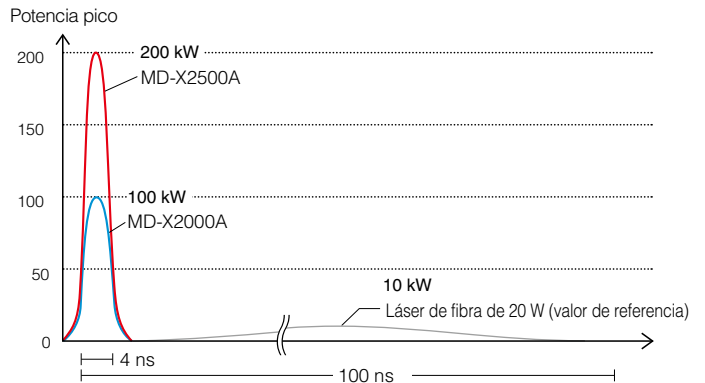 Potencia pico
200
200 kW
MD-X2500A
150
100
100 kW
MD-X2000A
50
10 kW
Láser de fibra de 20 W (valor de referencia)
0
4 ns
100 ns